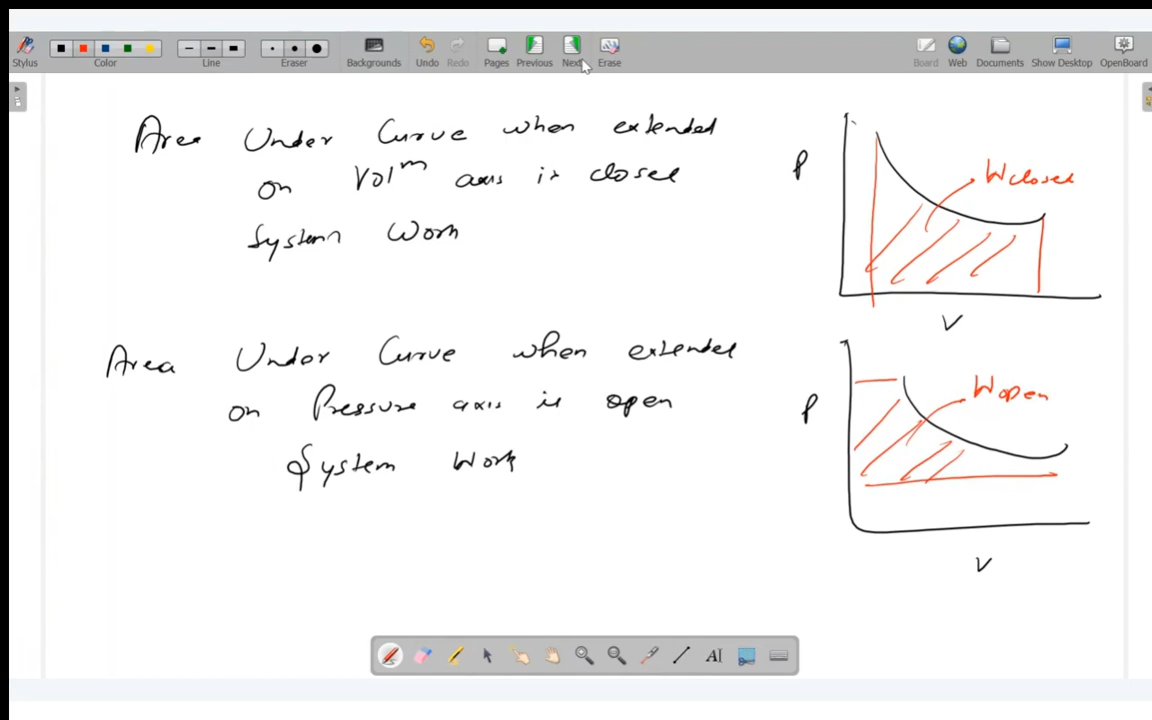 Stylus
Color
Line
Eraser
Backgrounds
Undo
Redo
Pages
Previous
Next
Erase
Board
Web
Documents
Show Desktop
OpenBoard
Area Under Curve when extended
on Vol^m axis is closed
System Work
P
Wclosed
V
Area Under Curve when extended
on Pressure axis is open
System Work
P
Wopen
V
AI